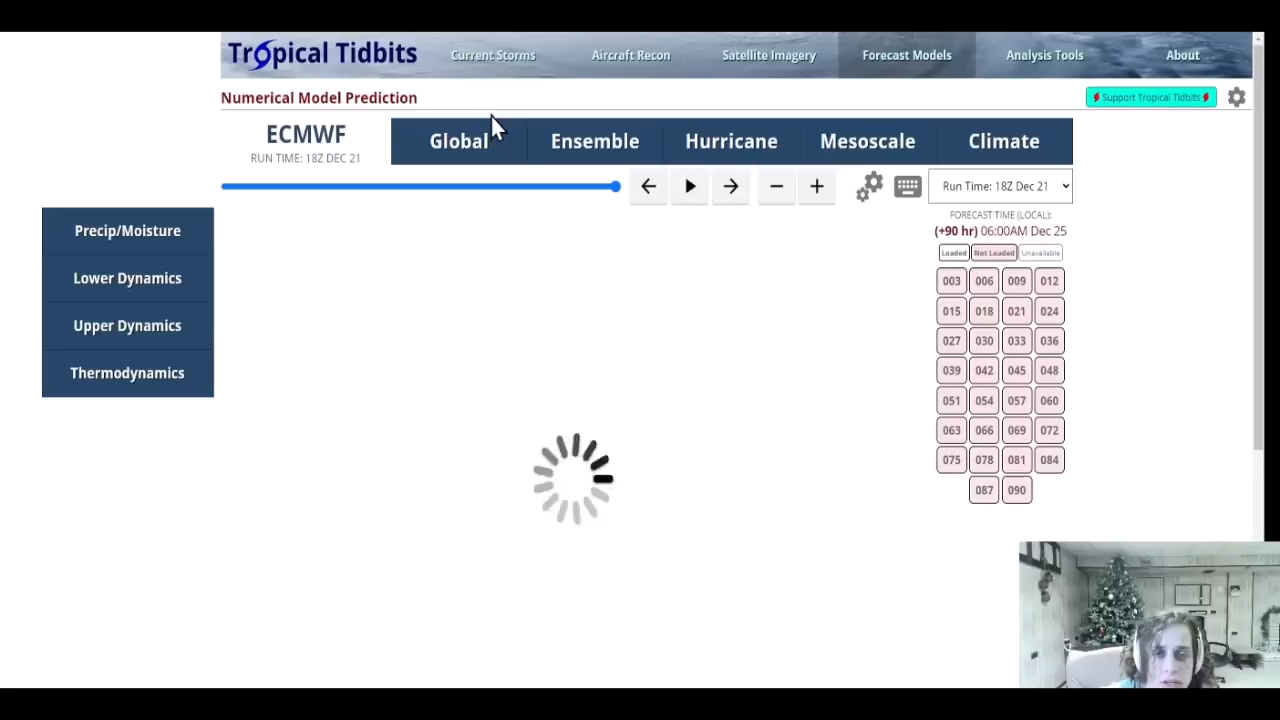 Tropical Tidbits
Current Storms
Aircraft Recon
Satellite Imagery
Forecast Models
Analysis Tools
About
Numerical Model Prediction
Support Tropical Tidbits
ECMWF
RUN TIME: 18Z DEC 21
Global
Ensemble
Hurricane
Mesoscale
Climate
Run Time: 18Z Dec 21
FORECAST TIME (LOCAL):
(+90 hr) 06:00AM Dec 25
Loaded Not Loaded Unavailable
Precip/Moisture
Lower Dynamics
Upper Dynamics
Thermodynamics
003 006 009 012
015 018 021 024
027 030 033 036
039 042 045 048
051 054 057 060
063 066 069 072
075 078 081 084
087 090